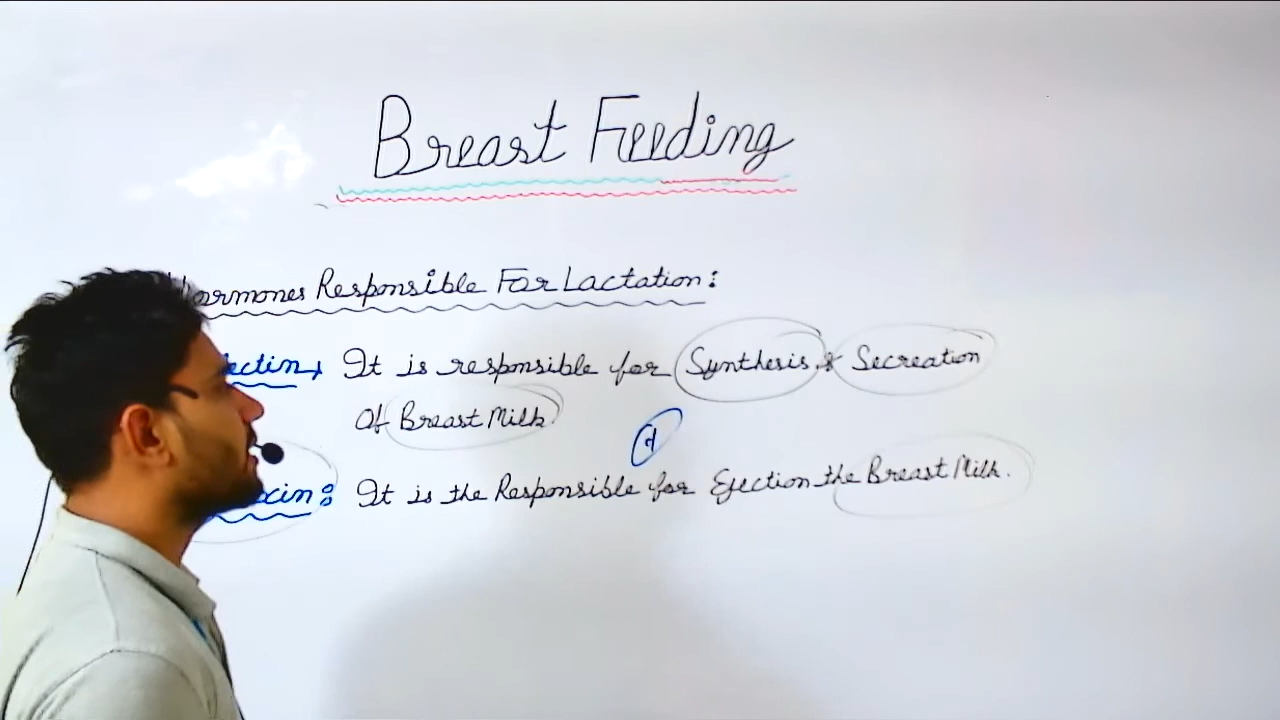 Breast Feeding
Hormones Responsible For Lactation:
It is responsible for Synthesis & Secreation
Of Breast Milk
It is the Responsible for Ejection the Breast Milk.